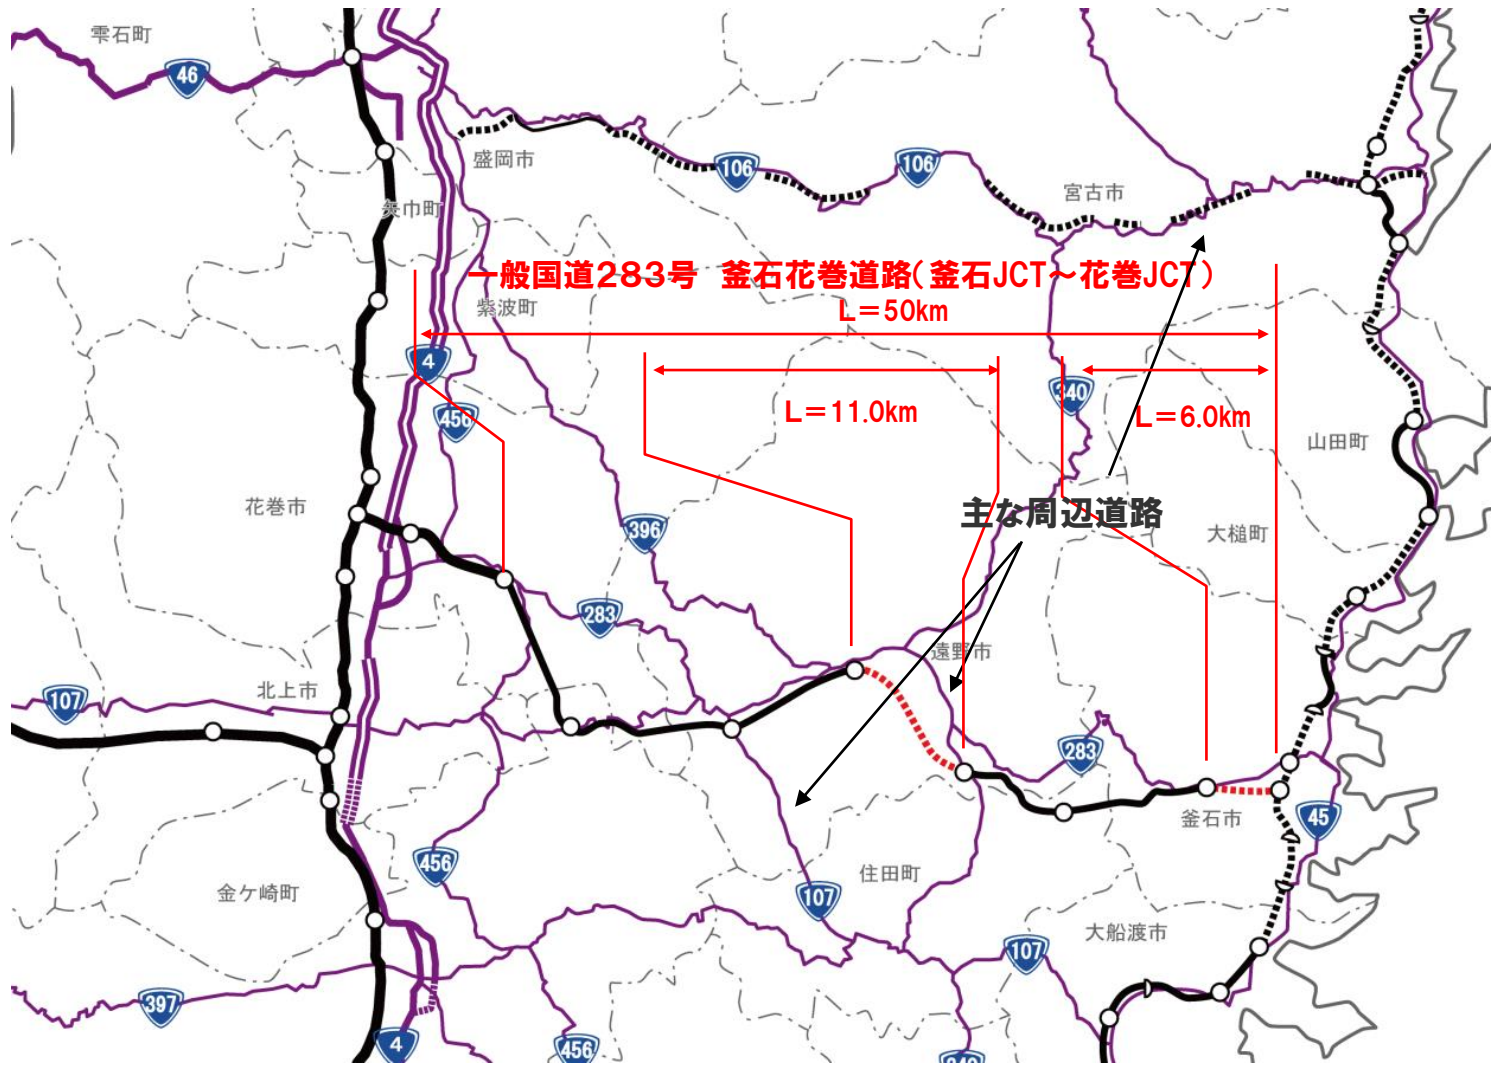 雫石町
46
盛岡市
106
106
宮古市
矢巾町
一般国道283号 釜石花巻道路(釜石JCT~花巻JCT)
紫波町
L=50km
4
340
456
L=11.0km
L=6.0km
山田町
花巻市
主な周辺道路
396
大槌町
283
遠野市
北上市
107
283
釜石市
45
456
住田町
金ケ崎町
107
大船渡市
107
397
4
456
340